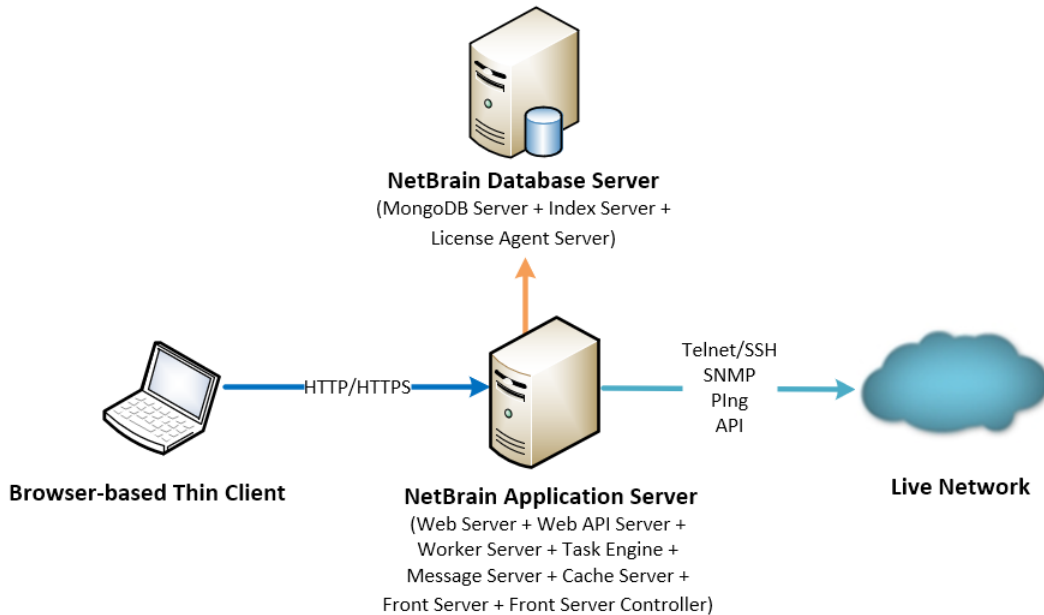 NetBrain Database Server
(MongoDB Server + Index Server +
License Agent Server)
HTTP/HTTPS
Telnet/SSH
SNMP
PIng
API
Browser-based Thin Client
NetBrain Application Server
(Web Server + Web API Server +
Worker Server + Task Engine +
Message Server + Cache Server +
Front Server + Front Server Controller)
Live Network